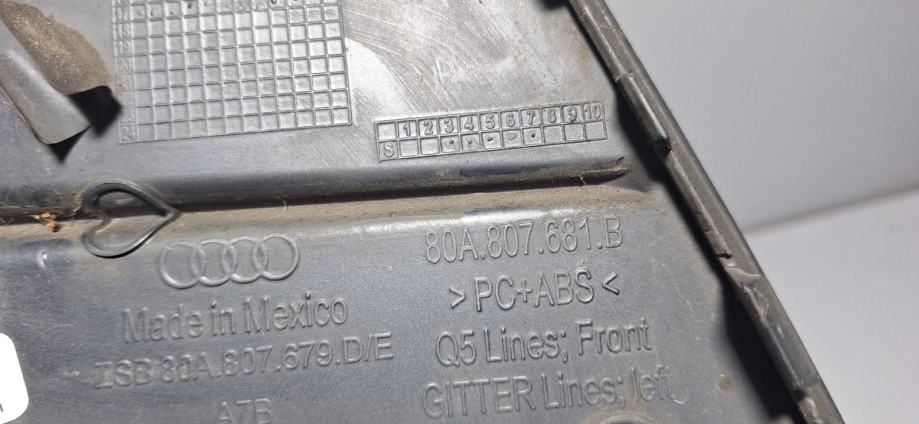 1 2 3 4 5 6 7 8 9 10
S
80A.807.681.B
>PC+ABS<
Made in Mexico
ZSB 80A.807.679.D/E
Q5 Lines; Front
GITTER Lines; left
A7B